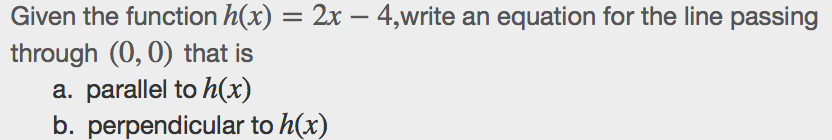 Given the function h(x) = 2x − 4,write an equation for the line passing
through (0, 0) that is
a. parallel to h(x)
b. perpendicular to h(x)